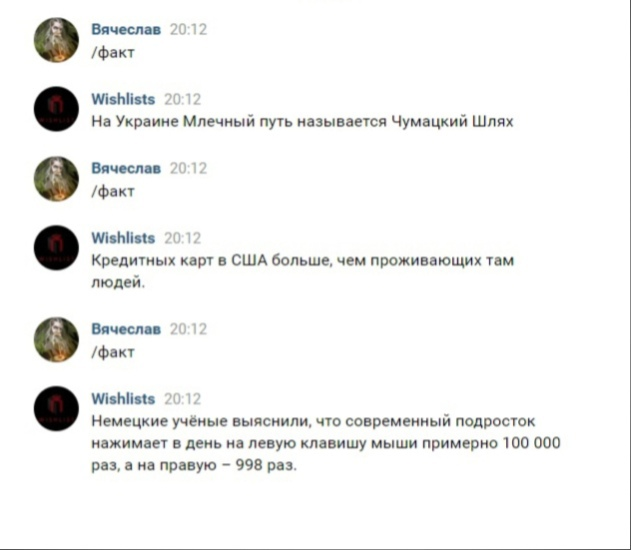 Вячеслав 20:12
/факт
Wishlists 20:12
На Украине Млечный путь называется Чумацкий Шлях
Вячеслав 20:12
/факт
Wishlists 20:12
Кредитных карт в США больше, чем проживающих там
людей.
Вячеслав 20:12
/факт
Wishlists 20:12
Немецкие учёные выяснили, что современный подросток
нажимает в день на левую клавишу мыши примерно 100 000
раз, а на правую – 998 раз.